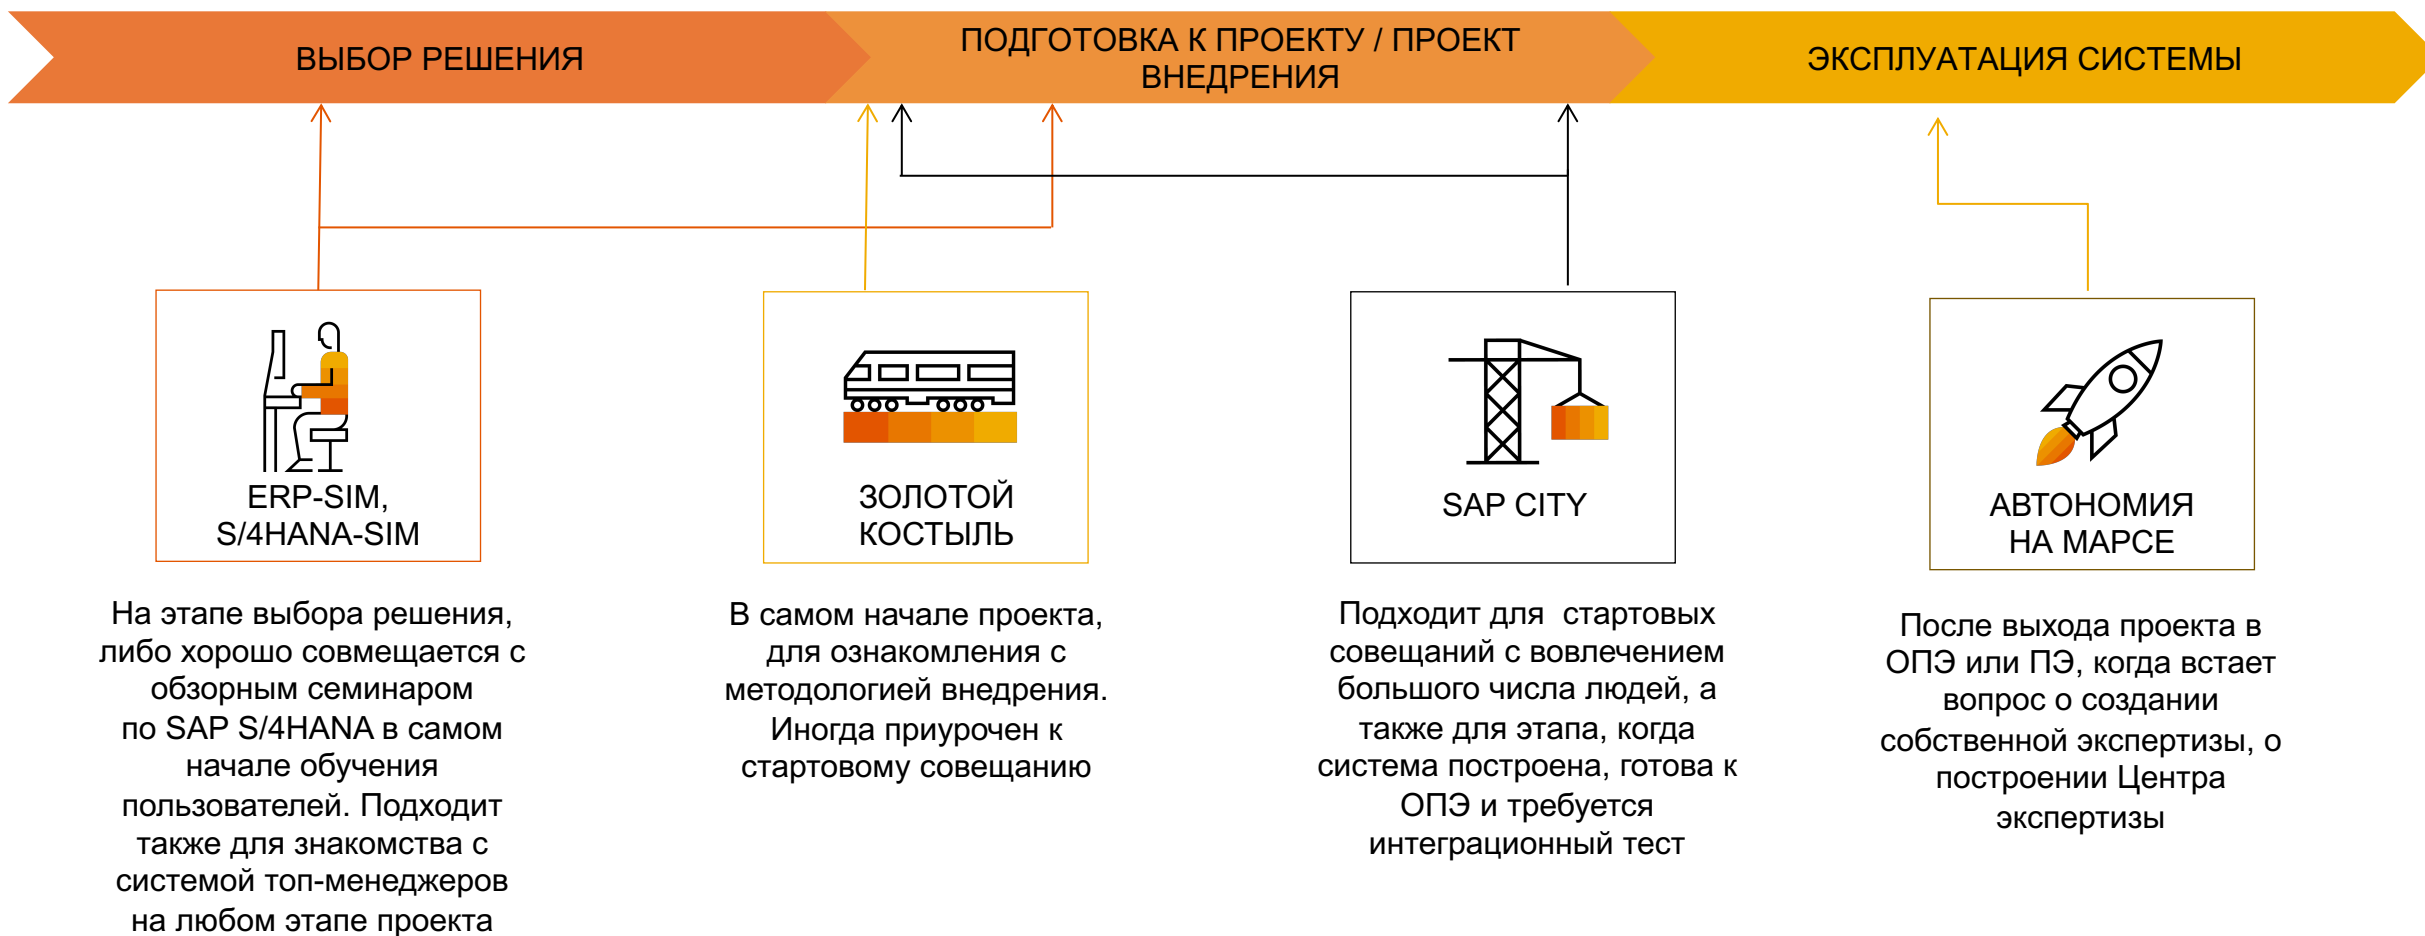 ВЫБОР РЕШЕНИЯ
ПОДГОТОВКА К ПРОЕКТУ / ПРОЕКТ
ВНЕДРЕНИЯ
ЭКСПЛУАТАЦИЯ СИСТЕМЫ
ERP-SIM,
S/4HANA-SIM
На этапе выбора решения,
либо хорошо совмещается с
обзорным семинаром
по SAP S/4HANA в самом
начале обучения
пользователей. Подходит
также для знакомства с
системой топ-менеджеров
на любом этапе проекта
ЗОЛОТОЙ
КОСТЫЛЬ
В самом начале проекта,
для ознакомления с
методологией внедрения.
Иногда приурочен к
стартовому совещанию
SAP CITY
Подходит для  стартовых
совещаний с вовлечением
большого числа людей, а
также для этапа, когда
система построена, готова к
ОПЭ и требуется
интеграционный тест
АВТОНОМИЯ
НА МАРСЕ
После выхода проекта в
ОПЭ или ПЭ, когда встает
вопрос о создании
собственной экспертизы, о
построении Центра
экспертизы